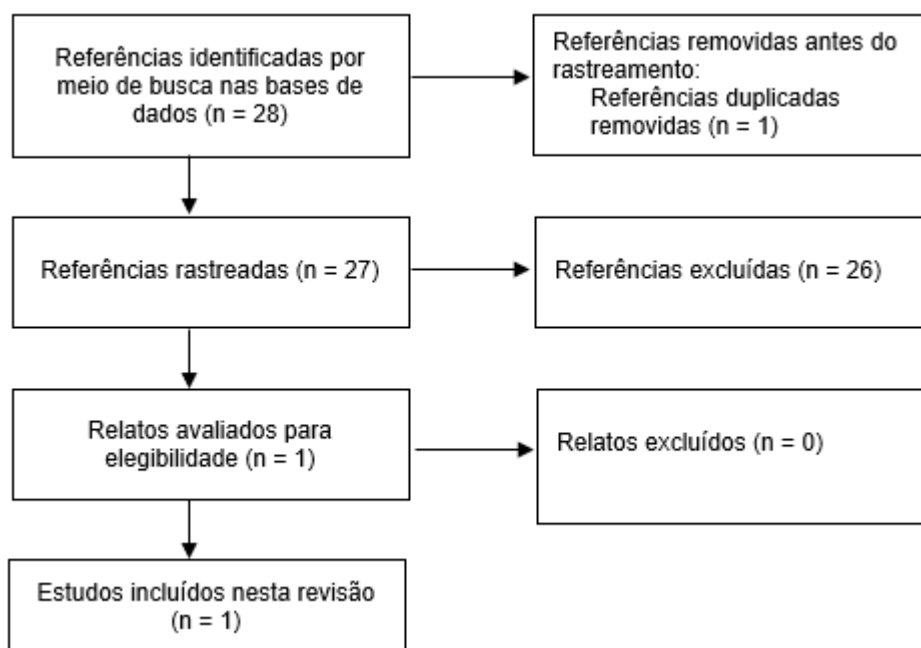 Referências identificadas por
meio de busca nas bases de
dados (n = 28)
Referências removidas antes do
rastreamento:
Referências duplicadas
removidas (n = 1)
Referências rastreadas (n = 27)
Referências excluídas (n = 26)
Relatos avaliados para
elegibilidade (n = 1)
Relatos excluídos (n = 0)
Estudos incluídos nesta revisão
(n = 1)